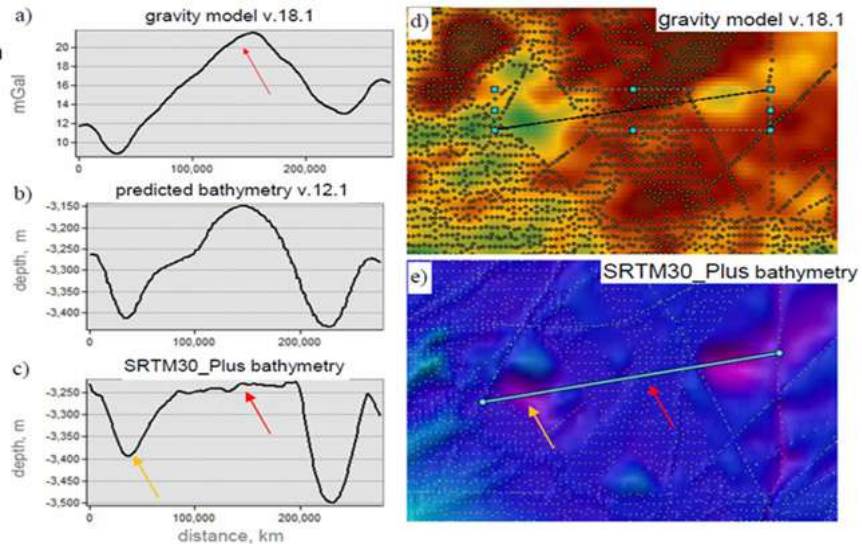 a)
gravity model v.18.1
mGal
20
18
16
14
12
10
0
100,000
200,000
b)
predicted bathymetry v.12.1
depth, m
-3,150
-3,200
-3,250
-3,300
-3,350
-3,400
0
100,000
200,000
c)
SRTM30_Plus bathymetry
depth, m
-3,250
-3,300
-3,350
-3,400
-3,450
-3,500
0
100,000
200,000
distance, km
d)
gravity model v.18.1
e)
SRTM30_Plus bathymetry